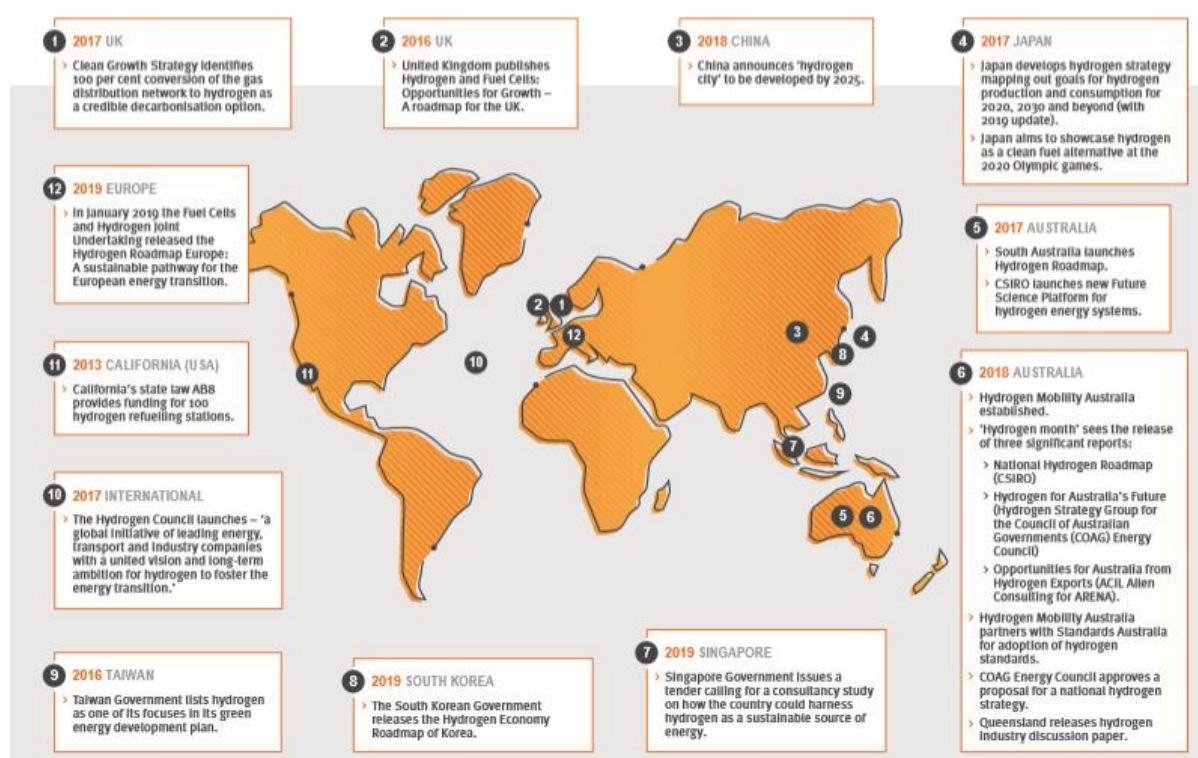 1 2017 UK
> Clean Growth Strategy identifies
100 per cent conversion of the gas
distribution network to hydrogen as
a credible decarbonisation option.
2 2016 UK
> United Kingdom publishes
Hydrogen and Fuel Cells:
Opportunities for Growth –
A roadmap for the UK.
3 2018 CHINA
> China announces 'hydrogen
city' to be developed by 2025.
4 2017 JAPAN
> Japan develops hydrogen strategy
mapping out goals for hydrogen
production and consumption for
2020, 2030 and beyond (with
2019 update).
> Japan aims to showcase hydrogen
as a clean fuel alternative at the
2020 Olympic games.
12 2019 EUROPE
> In January 2019 the Fuel Cells
and Hydrogen Joint
Undertaking released the
Hydrogen Roadmap Europe:
A sustainable pathway for the
European energy transition.
5 2017 AUSTRALIA
> South Australia launches
Hydrogen Roadmap.
> CSIRO launches new Future
Science Platform for
hydrogen energy systems.
11 2013 CALIFORNIA (USA)
> California's state law AB8
provides funding for 100
hydrogen refuelling stations.
6 2018 AUSTRALIA
> Hydrogen Mobility Australia
established.
> 'Hydrogen month' sees the release
of three significant reports:
> National Hydrogen Roadmap
(CSIRO)
> Hydrogen for Australia's Future
(Hydrogen Strategy Group for
the Council of Australian
Governments (COAG) Energy
Council)
> Opportunities for Australia from
Hydrogen Exports (ACIL Allen
Consulting for ARENA).
> Hydrogen Mobility Australia
partners with Standards Australia
for adoption of hydrogen
standards.
> COAG Energy Council approves a
proposal for a national hydrogen
strategy.
> Queensland releases hydrogen
industry discussion paper.
10 2017 INTERNATIONAL
> The Hydrogen Council launches – 'a
global initiative of leading energy,
transport and industry companies
with a united vision and long-term
ambition for hydrogen to foster the
energy transition.'
9 2016 TAIWAN
> Taiwan Government lists hydrogen
as one of its focuses in its green
energy development plan.
8 2019 SOUTH KOREA
> The South Korean Government
releases the Hydrogen Economy
Roadmap of Korea.
7 2019 SINGAPORE
> Singapore Government issues a
tender calling for a consultancy study
on how the country could harness
hydrogen as a sustainable source of
energy.
2
1
12
3
4
8
10
11
9
7
5
6